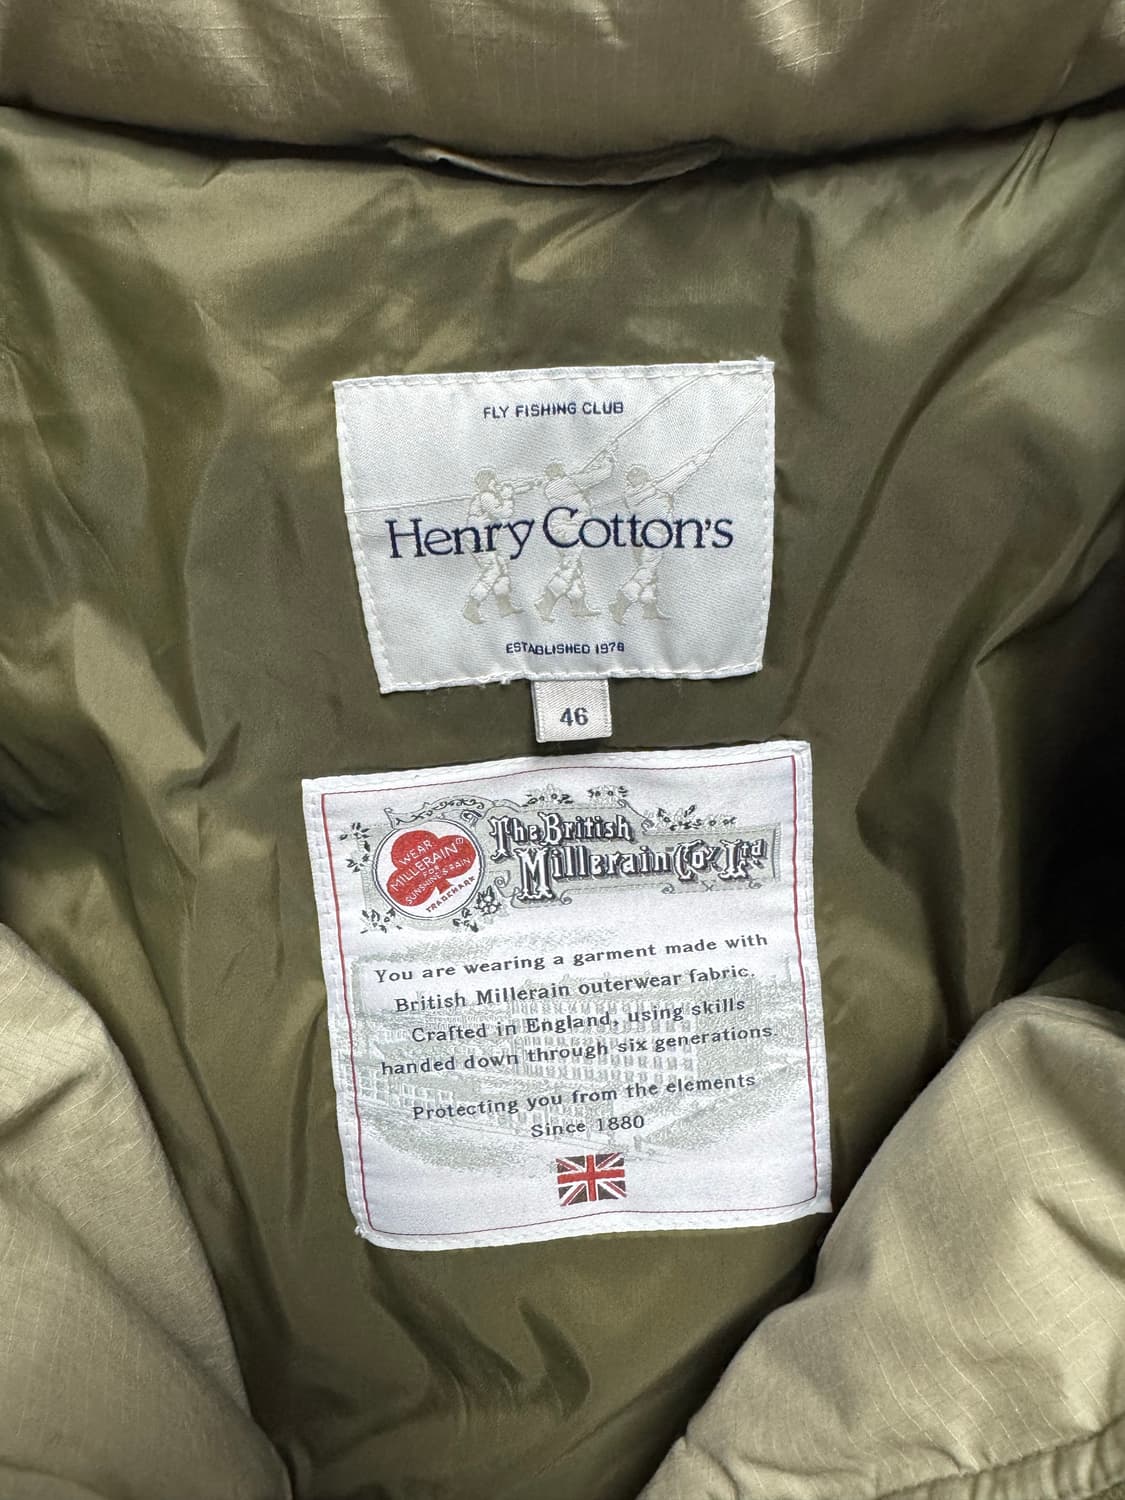 FLY FISHING CLUB
Henry Cotton's
ESTABLISHED 1978
46
WEAR
MILLERAIN®
FOR
SUNSHINE & RAIN
TRADEMARK
The British
Millerain Co. Ltd
You are wearing a garment made with
British Millerain outerwear fabric.
Crafted in England, using skills
handed down through six generations.
Protecting you from the elements
Since 1880